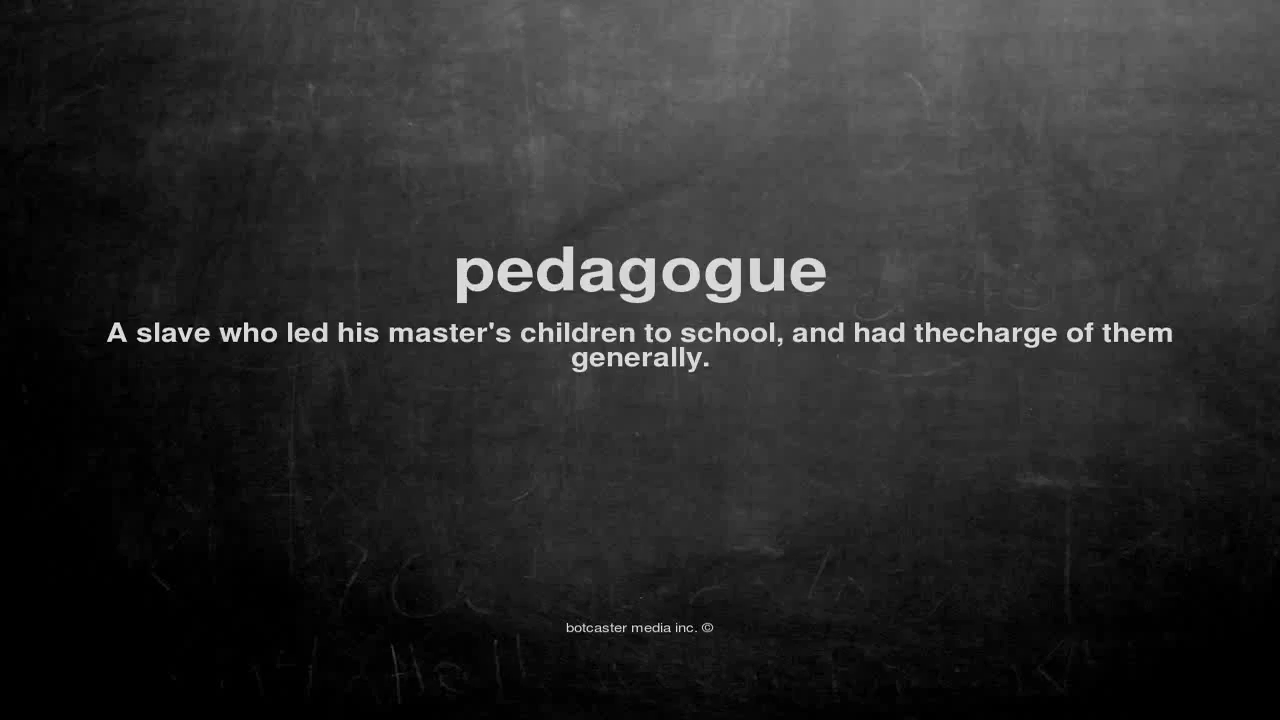 pedagogue
A slave who led his master's children to school, and had thecharge of them
generally.
botcaster media inc. ©